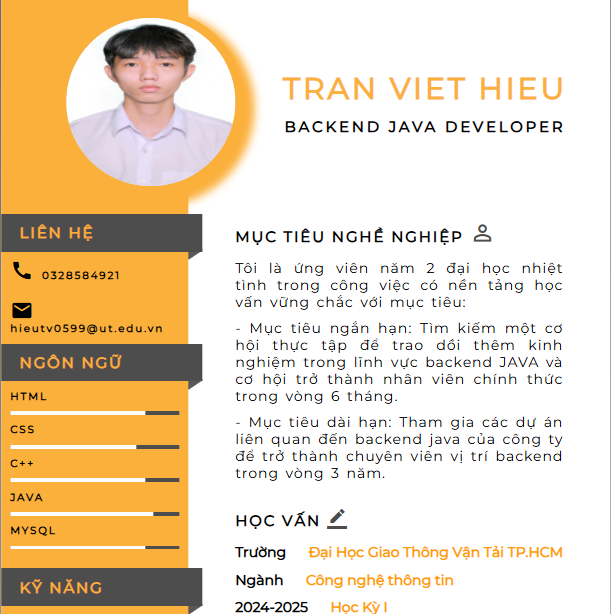 TRAN VIET HIEU
BACKEND JAVA DEVELOPER
LIÊN HỆ
0328584921
hieutv0599@ut.edu.vn
NGÔN NGỮ
HTML
CSS
C++
JAVA
MYSQL
KỸ NĂNG
MỤC TIÊU NGHỀ NGHIỆP
Tôi là ứng viên năm 2 đại học nhiệt
tình trong công việc có nền tảng học
vấn vững chắc với mục tiêu:
- Mục tiêu ngắn hạn: Tìm kiếm một cơ
hội thực tập để trao dồi thêm kinh
nghiệm trong lĩnh vực backend JAVA và
cơ hội trở thành nhân viên chính thức
trong vòng 6 tháng.
- Mục tiêu dài hạn: Tham gia các dự án
liên quan đến backend java của công ty
để trở thành chuyên viên vị trí backend
trong vòng 3 năm.
HỌC VẤN
Trường Đại Học Giao Thông Vận Tải TP.HCM
Ngành Công nghệ thông tin
2024-2025 Học Kỳ I